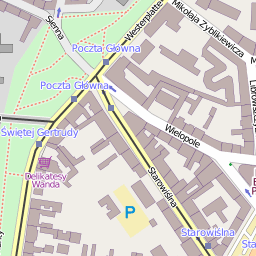 Sienna
Westerplatte
Mikołaja Zyblikiewicza
Poczta Główna
Poczta Główna
Wielopole
Świętej Gertrudy
Delikatesy
Wanda
Starowiślna
P
Starowiślna